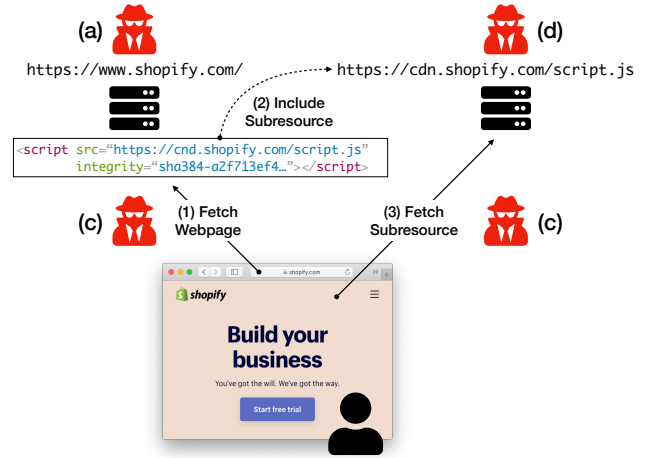 (a)
(d)
https://www.shopify.com/
https://cdn.shopify.com/script.js
(2) Include
Subresource
<script src=“https://cnd.shopify.com/script.js”
integrity=“sha384-a2f713ef4…”></script>
(c)
(1) Fetch
Webpage
(3) Fetch
Subresource
(c)
shopify.com
shopify
Build your
business
You've got the will. We've got the way.
Start free trial